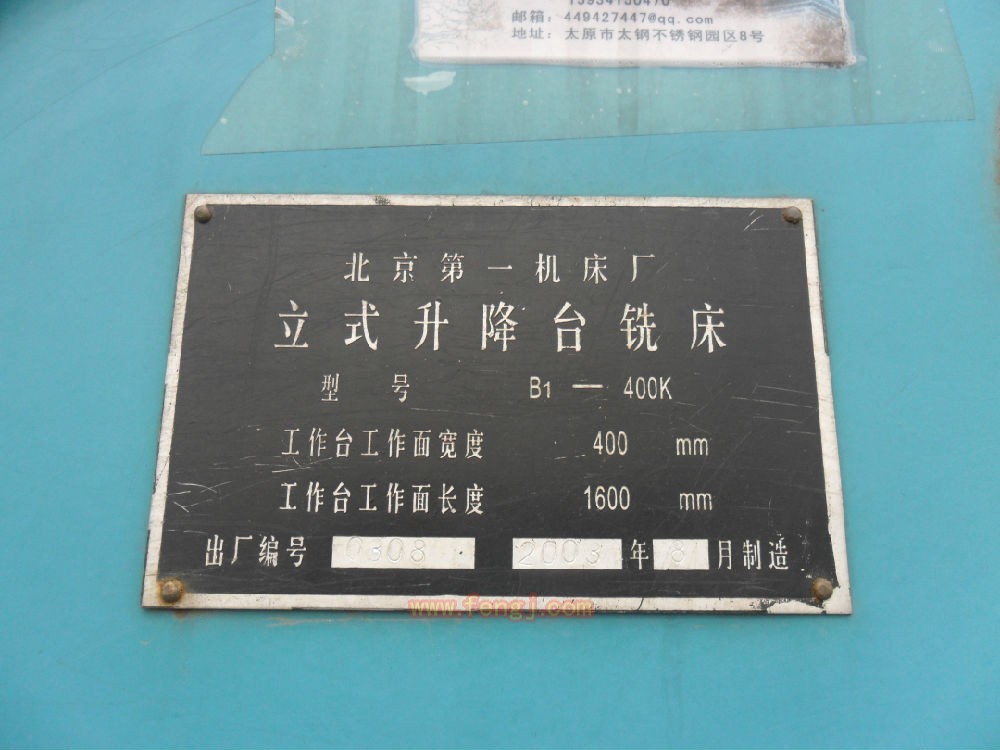 邮箱：449427447@qq.com
地址：太原市太钢不锈钢园区8号
北京第一机床厂
立式升降台铣床
型 号 B1 — 400K
工作台工作面宽度 400 mm
工作台工作面长度 1600 mm
出厂编号 0308 2003 年 8 月制造
www.fengj.com